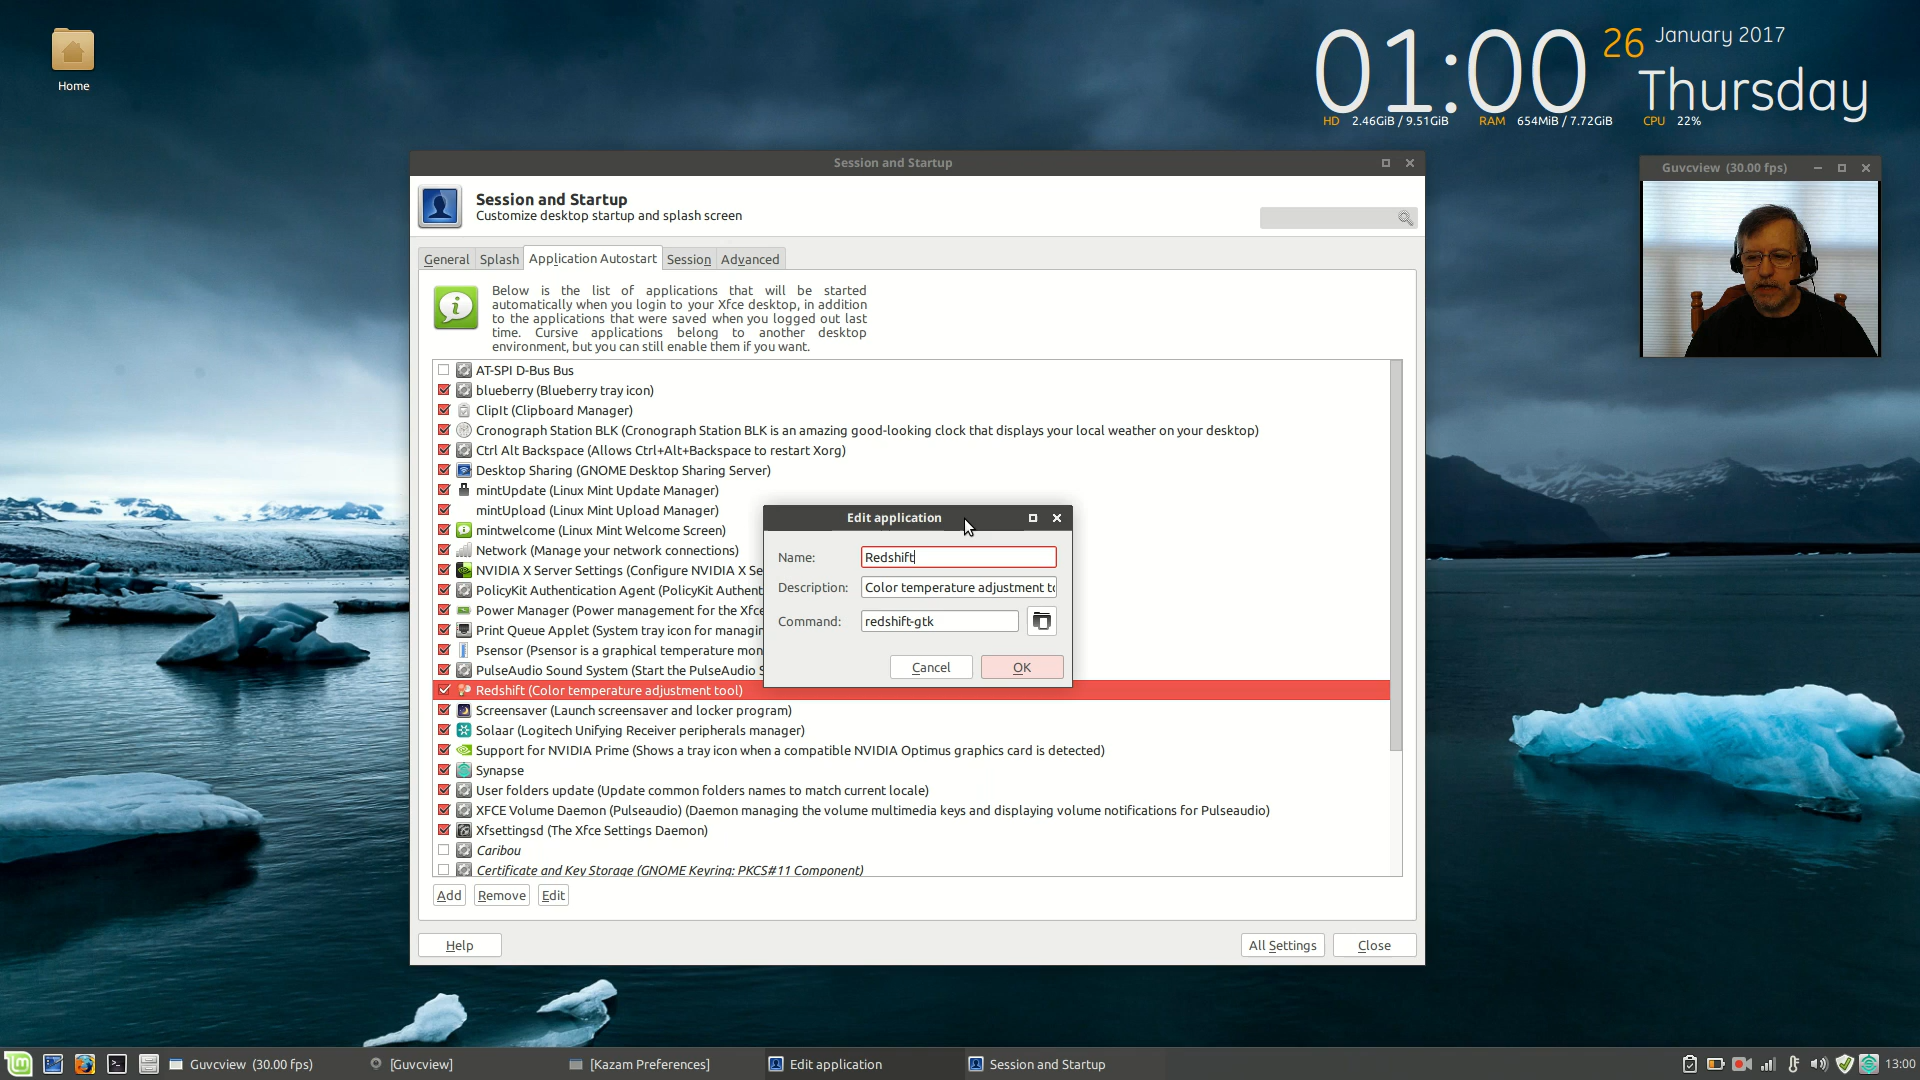 Home
01:00
26 January 2017
Thursday
HD 2.46GiB / 9.51GiB RAM 654MiB / 7.72GiB CPU 22%
Session and Startup
Guvcview (30.00 fps)
Session and Startup
Customize desktop startup and splash screen
General Splash Application Autostart Session Advanced
Below is the list of applications that will be started
automatically when you login to your Xfce desktop, in addition
to the applications that were saved when you logged out last
time. Cursive applications belong to another desktop
environment, but you can still enable them if you want.
AT-SPI D-Bus Bus
blueberry (Blueberry tray icon)
ClipIt (Clipboard Manager)
Cronograph Station BLK (Cronograph Station BLK is an amazing good-looking clock that displays your local weather on your desktop)
Ctrl Alt Backspace (Allows Ctrl+Alt+Backspace to restart Xorg)
Desktop Sharing (GNOME Desktop Sharing Server)
mintUpdate (Linux Mint Update Manager)
mintUpload (Linux Mint Upload Manager)
mintwelcome (Linux Mint Welcome Screen)
Network (Manage your network connections)
NVIDIA X Server Settings (Configure NVIDIA X Se
PolicyKit Authentication Agent (PolicyKit Authent
Power Manager (Power management for the Xfce
Print Queue Applet (System tray icon for managin
Psensor (Psensor is a graphical temperature mon
PulseAudio Sound System (Start the PulseAudio S
Redshift (Color temperature adjustment tool)
Screensaver (Launch screensaver and locker program)
Solaar (Logitech Unifying Receiver peripherals manager)
Support for NVIDIA Prime (Shows a tray icon when a compatible NVIDIA Optimus graphics card is detected)
Synapse
User folders update (Update common folders names to match current locale)
XFCE Volume Daemon (Pulseaudio) (Daemon managing the volume multimedia keys and displaying volume notifications for Pulseaudio)
Xfsettingsd (The Xfce Settings Daemon)
Caribou
Certificate and Key Storage (GNOME Keyring: PKCS#11 Component)
Edit application
Name: Redshift
Description: Color temperature adjustment to
Command: redshift-gtk
Cancel OK
Add Remove Edit
Help All Settings Close
Guvcview (30.00 fps) [Guvcview] [Kazam Preferences] Edit application Session and Startup 13:00